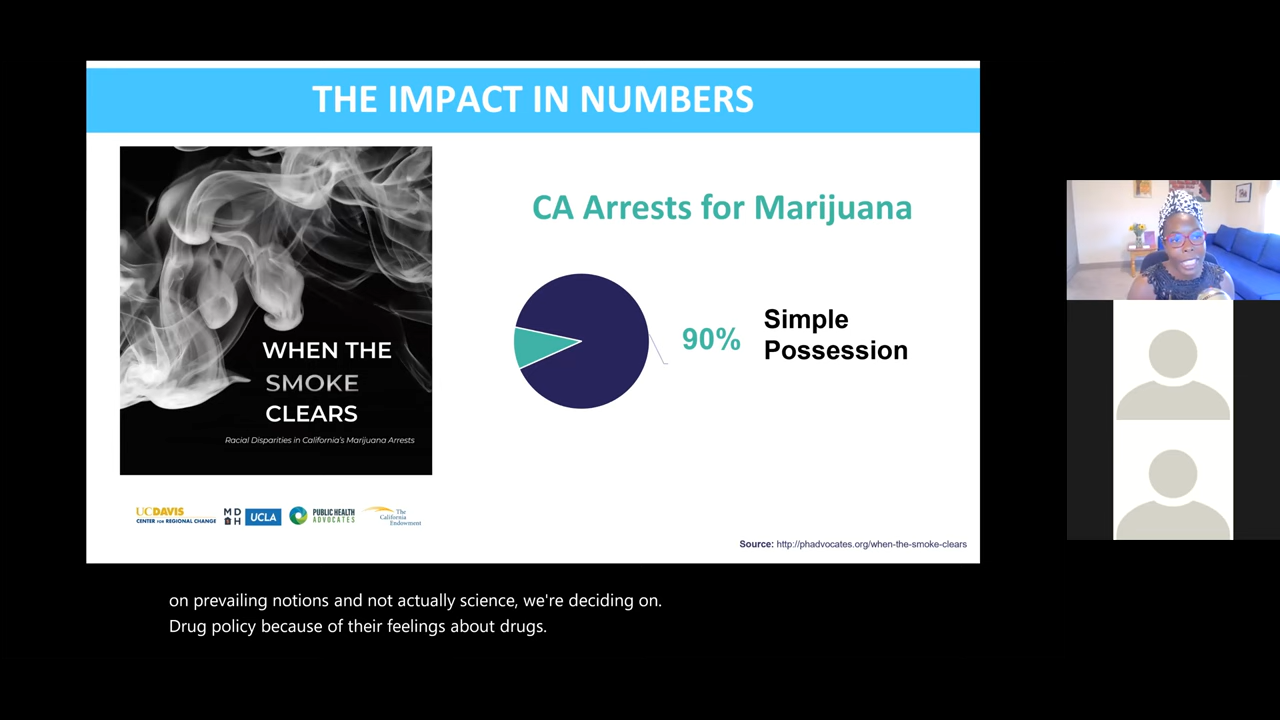 THE IMPACT IN NUMBERS
WHEN THE
SMOKE
CLEARS
Racial Disparities in California's Marijuana Arrests
CA Arrests for Marijuana
90%
Simple
Possession
UCDAVIS
CENTER FOR REGIONAL CHANGE
M D
H
UCLA
PUBLIC HEALTH
ADVOCATES
The
California
Endowment
Source: http://phadvocates.org/when-the-smoke-clears
on prevailing notions and not actually science, we're deciding on.
Drug policy because of their feelings about drugs.